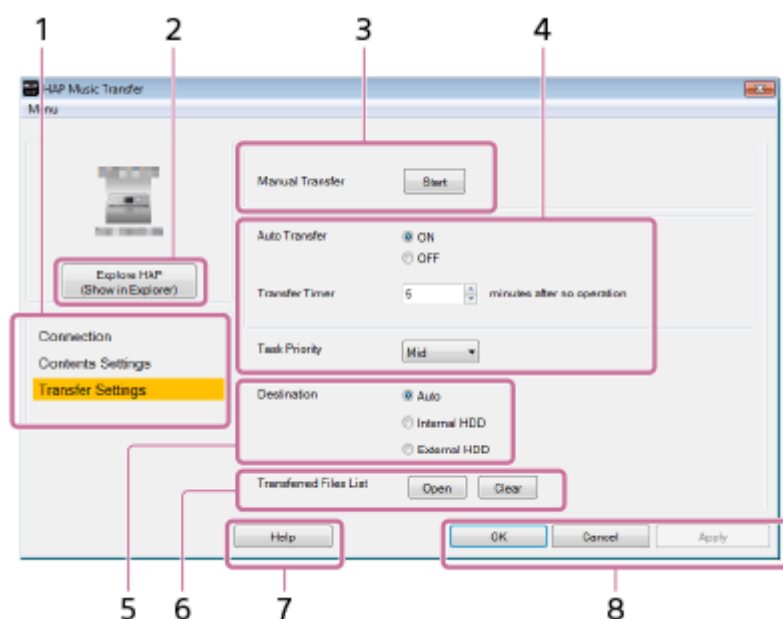 1 2 3 4
HAP Music Transfer
Menu
Manual Transfer Start
Explore HAP
(Show in Explorer)
Auto Transfer ON
OFF
Transfer Timer 5 minutes after no operation
Connection
Contents Settings
Transfer Settings
Task Priority Mid
Destination Auto
Internal HDD
External HDD
Transferred Files List Open Clear
Help OK Cancel Apply
5 6 7 8